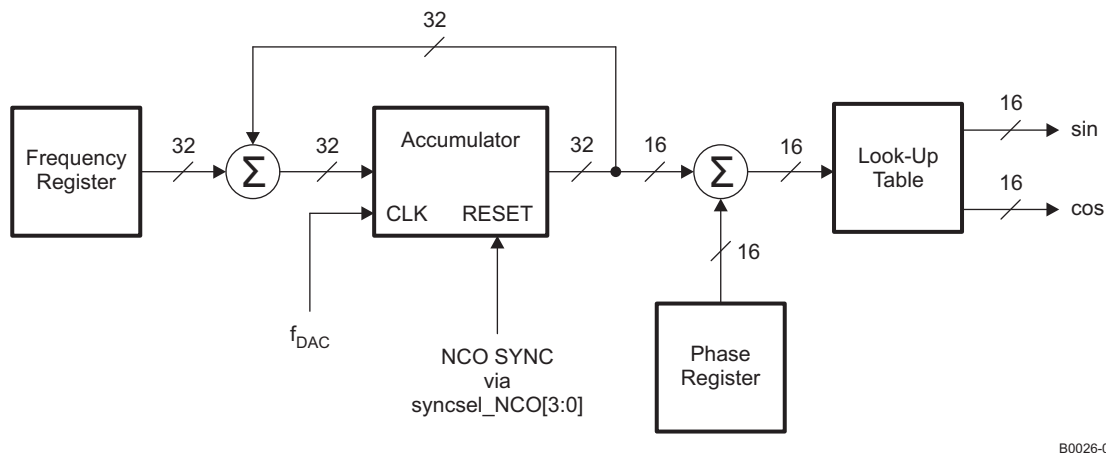 32
16
Accumulator
sin
Frequency
Register
32
Σ
32
32
16
Σ
16
Look-Up
Table
16
cos
CLK
RESET
16
f_DAC
NCO SYNC
via
syncsel_NCO[3:0]
Phase
Register